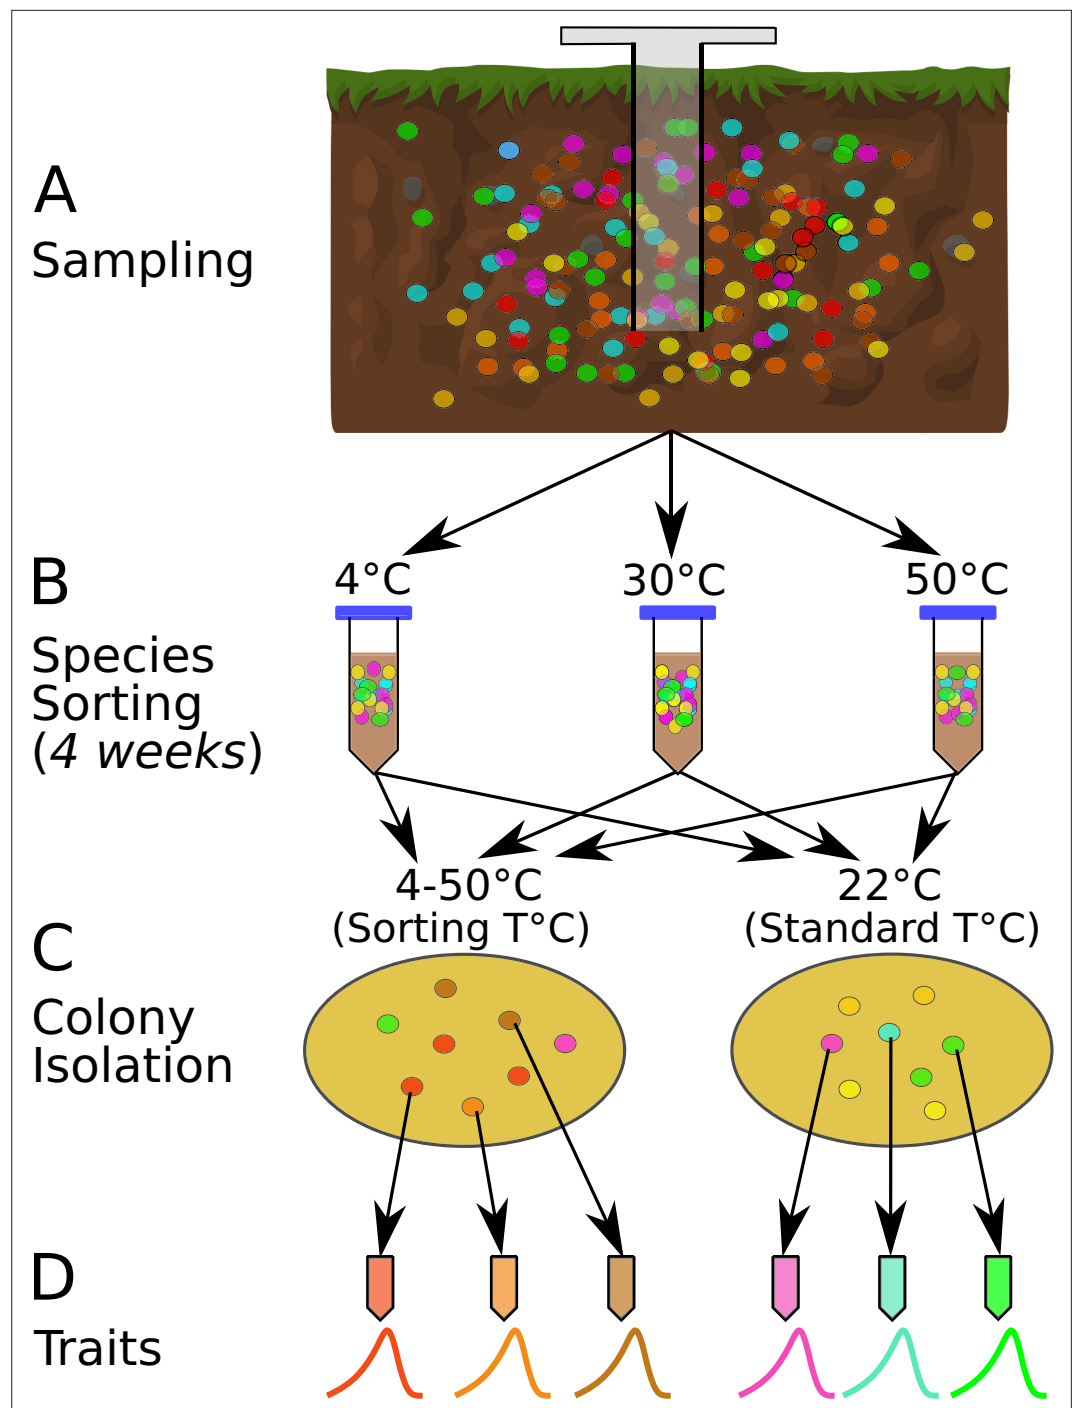 A
Sampling
B
4°C
30°C
50°C
Species
Sorting
(4 weeks)
4-50°C
(Sorting T°C)
22°C
(Standard T°C)
C
Colony
Isolation
D
Traits